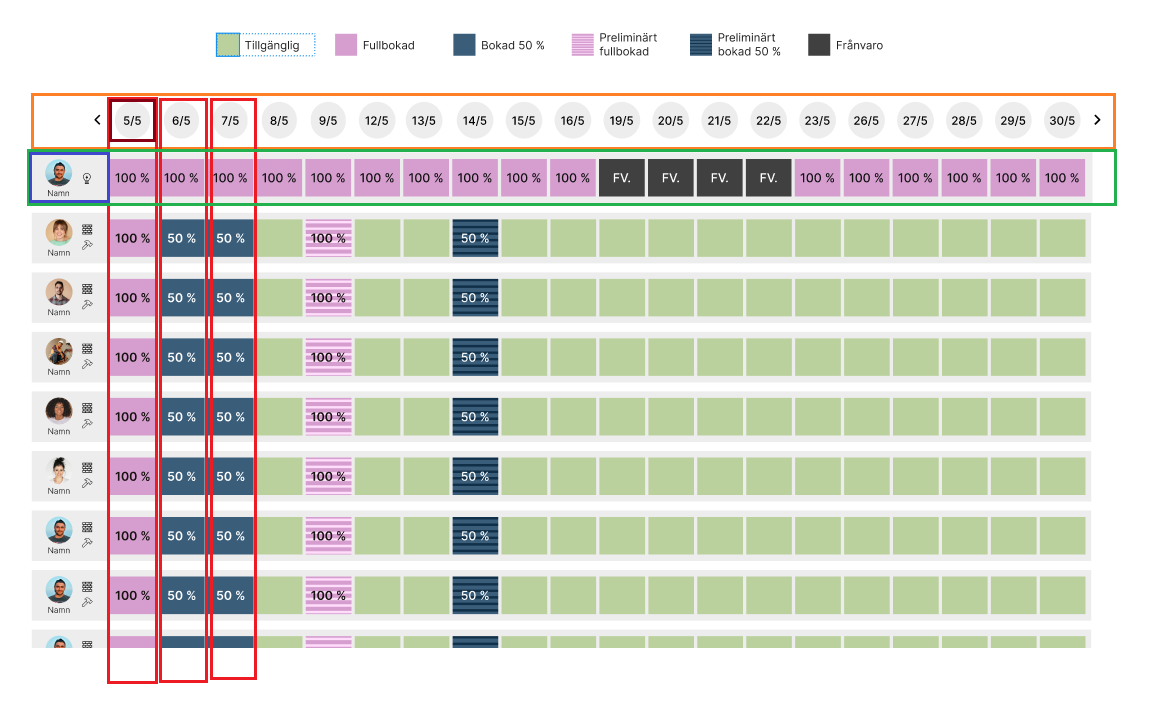 Tillgänglig Fullbokad Bokad 50 % Preliminärt fullbokad Preliminärt bokad 50 % Frånvaro
5/5 6/5 7/5 8/5 9/5 12/5 13/5 14/5 15/5 16/5 19/5 20/5 21/5 22/5 23/5 26/5 27/5 28/5 29/5 30/5
Namn 100 % 100 % 100 % 100 % 100 % 100 % 100 % 100 % 100 % 100 % FV. FV. FV. FV. 100 % 100 % 100 % 100 % 100 % 100 %
Namn 100 % 50 % 50 % 100 % 50 %
Namn 100 % 50 % 50 % 100 % 50 %
Namn 100 % 50 % 50 % 100 % 50 %
Namn 100 % 50 % 50 % 100 % 50 %
Namn 100 % 50 % 50 % 100 % 50 %
Namn 100 % 50 % 50 % 100 % 50 %
Namn 100 % 50 % 50 % 100 % 50 %